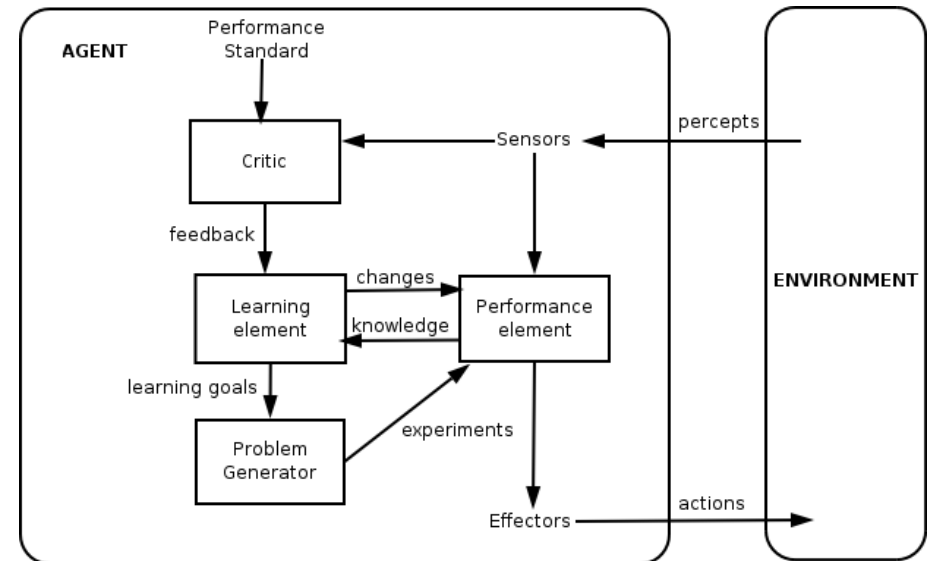 Performance
Standard
AGENT
percepts
Sensors
Critic
feedback
ENVIRONMENT
changes
Learning
element
Performance
element
knowledge
learning goals
experiments
Problem
Generator
Effectors
actions